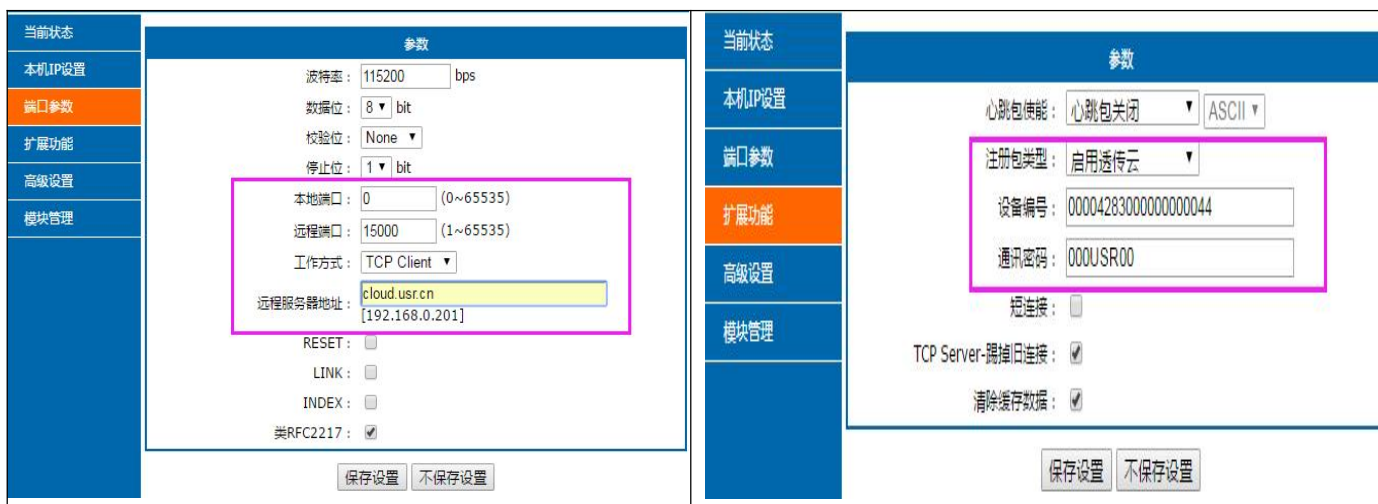 当前状态
本机IP设置
端口参数
扩展功能
高级设置
模块管理
参数
波特率： 115200 bps
数据位： 8 bit
校验位： None
停止位： 1 bit
本地端口： 0 (0~65535)
远程端口： 15000 (1~65535)
工作方式： TCP Client
远程服务器地址： cloud.usr.cn
[192.168.0.201]
RESET：
LINK：
INDEX：
类RFC2217：
保存设置 不保存设置
当前状态
本机IP设置
端口参数
扩展功能
高级设置
模块管理
参数
心跳包使能： 心跳包关闭 ASCII
注册包类型： 启用透传云
设备编号： 00004283000000000044
通讯密码： 000USR00
短连接：
TCP Server-踢掉旧连接：
清除缓存数据：
保存设置 不保存设置